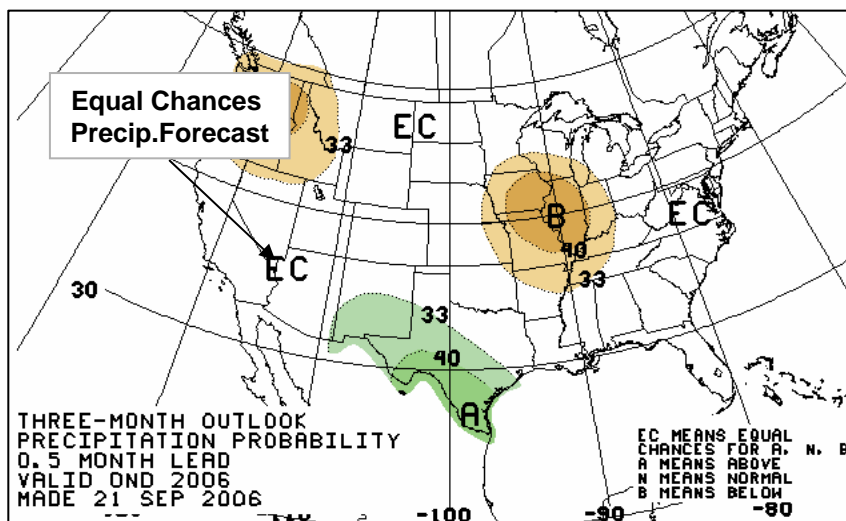 Equal Chances
Precip.Forecast
EC
33
B
EC
40
33
EC
30
33
40
A
THREE-MONTH OUTLOOK
PRECIPITATION PROBABILITY
0.5 MONTH LEAD
VALID OND 2006
MADE 21 SEP 2006
EC MEANS EQUAL
CHANCES FOR A, N, B
A MEANS ABOVE
N MEANS NORMAL
B MEANS BELOW
-100
-90
-80